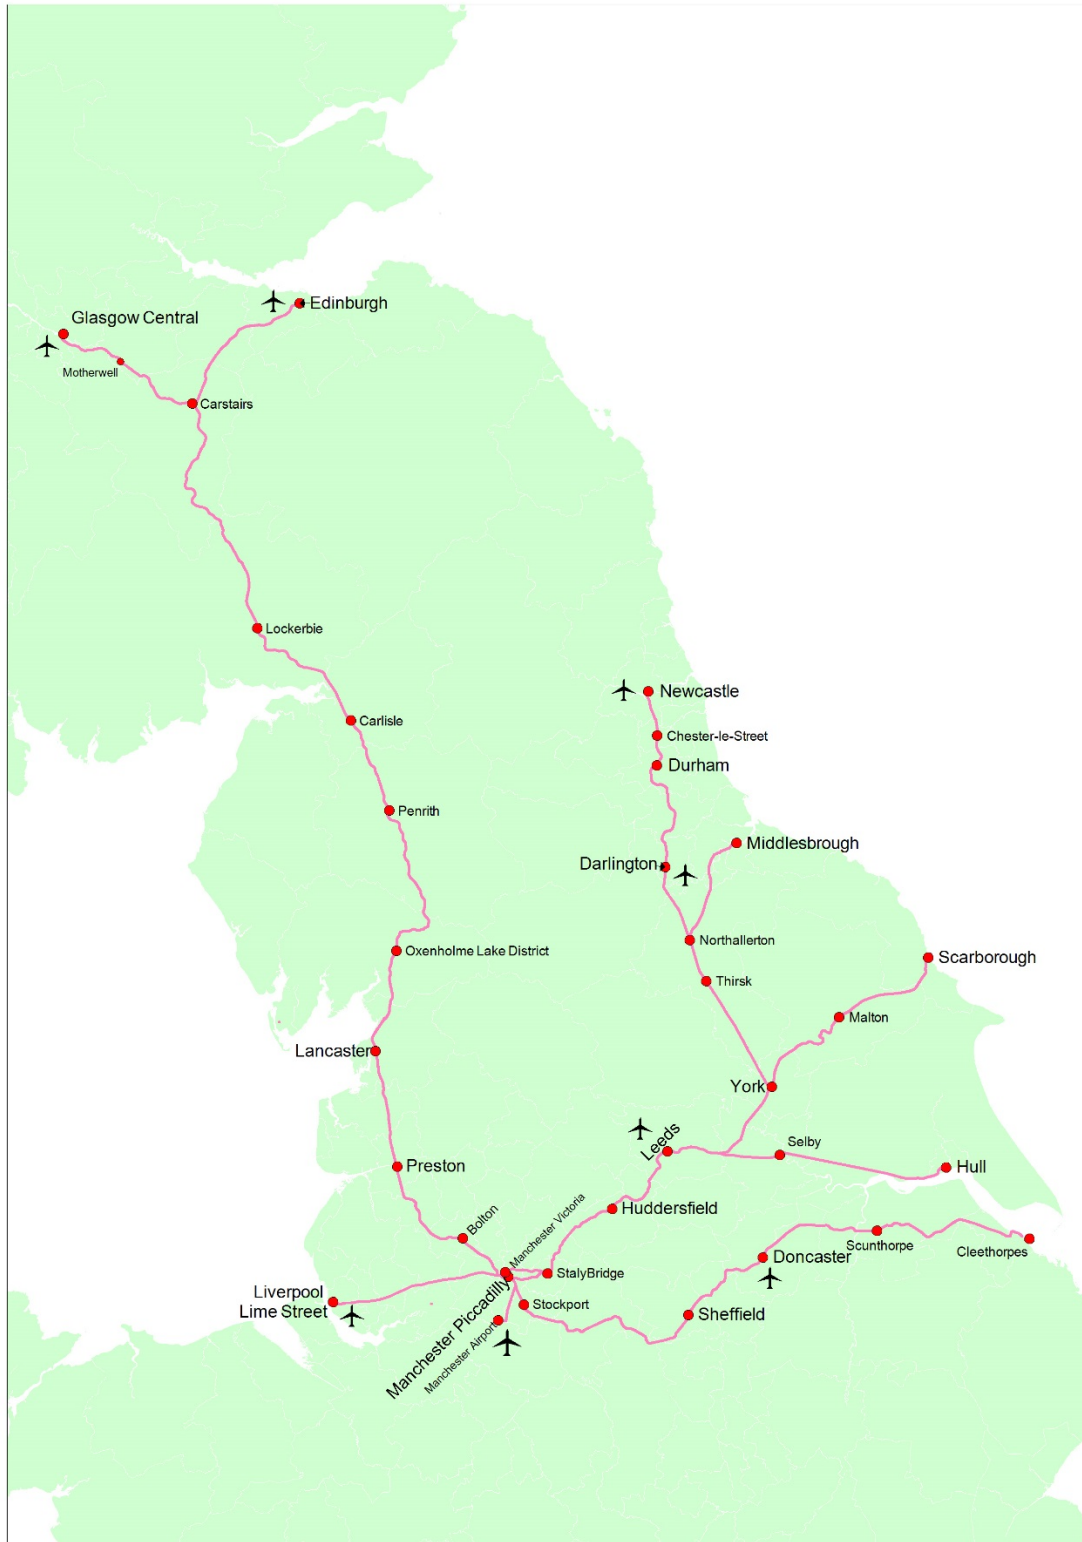 Edinburgh
Glasgow Central
Motherwell
Carstairs
Lockerbie
Newcastle
Carlisle
Chester-le-Street
Durham
Penrith
Middlesbrough
Darlington
Northallerton
Oxenholme Lake District
Scarborough
Thirsk
Malton
Lancaster
York
Leeds
Selby
Preston
Hull
Huddersfield
Bolton
Manchester Victoria
Scunthorpe
Cleethorpes
Doncaster
StalyBridge
Liverpool
Lime Street
Stockport
Sheffield
Manchester Piccadilly
Manchester Airport